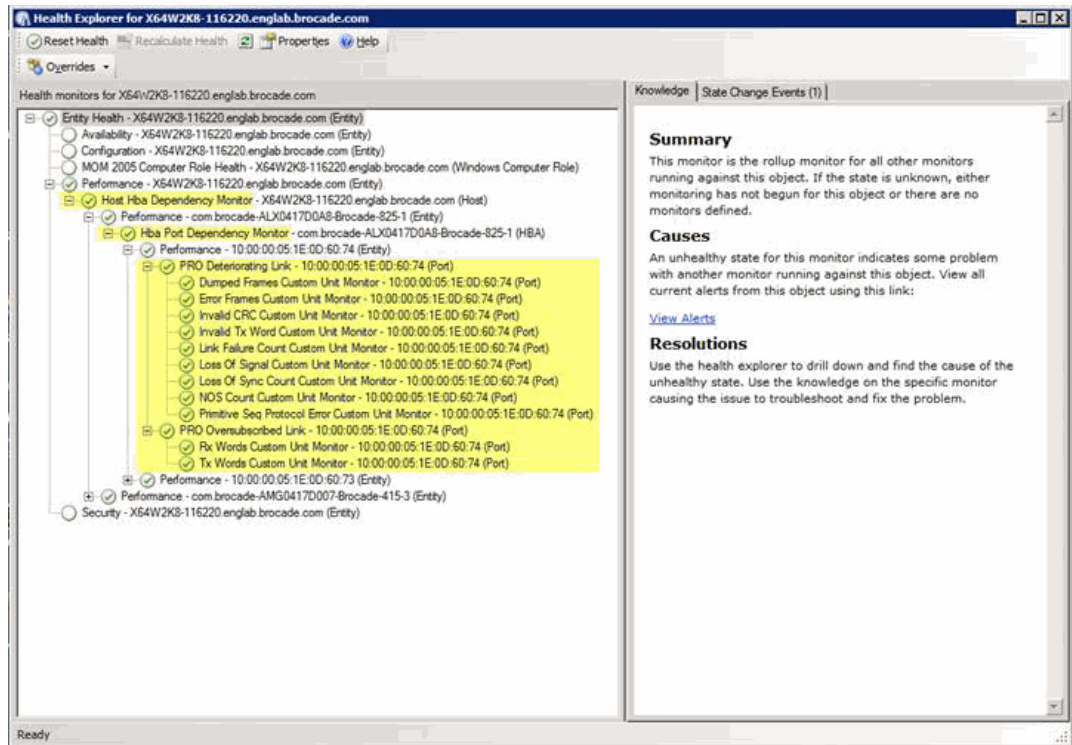 Health Explorer for X64W2K8-116220.englab.brocade.com
Reset Health Recalculate Health Properties Help
Overrides
Health monitors for X64W2K8-116220.englab.brocade.com
Entity Health - X64W2K8-116220.englab.brocade.com (Entity)
Availability - X64W2K8-116220.englab.brocade.com (Entity)
Configuration - X64W2K8-116220.englab.brocade.com (Entity)
MOM 2005 Computer Role Health - X64W2K8-116220.englab.brocade.com (Windows Computer Role)
Performance - X64W2K8-116220.englab.brocade.com (Entity)
Host Hba Dependency Monitor - X64W2K8-116220.englab.brocade.com (Host)
Performance - com.brocade-ALX0417D0A8-Brocade-825-1 (Entity)
Hba Port Dependency Monitor - com.brocade-ALX0417D0A8-Brocade-825-1 (HBA)
Performance - 10:00:00:05:1E:0D:60:74 (Entity)
PRO Deteriorating Link - 10:00:00:05:1E:0D:60:74 (Port)
Dumped Frames Custom Unit Monitor - 10:00:00:05:1E:0D:60:74 (Port)
Error Frames Custom Unit Monitor - 10:00:00:05:1E:0D:60:74 (Port)
Invalid CRC Custom Unit Monitor - 10:00:00:05:1E:0D:60:74 (Port)
Invalid Tx Word Custom Unit Monitor - 10:00:00:05:1E:0D:60:74 (Port)
Link Failure Count Custom Unit Monitor - 10:00:00:05:1E:0D:60:74 (Port)
Loss Of Signal Custom Unit Monitor - 10:00:00:05:1E:0D:60:74 (Port)
Loss Of Sync Count Custom Unit Monitor - 10:00:00:05:1E:0D:60:74 (Port)
NOS Count Custom Unit Monitor - 10:00:00:05:1E:0D:60:74 (Port)
Primitive Seq Protocol Error Custom Unit Monitor - 10:00:00:05:1E:0D:60:74 (Port)
PRO Oversubscribed Link - 10:00:00:05:1E:0D:60:74 (Port)
Rx Words Custom Unit Monitor - 10:00:00:05:1E:0D:60:74 (Port)
Tx Words Custom Unit Monitor - 10:00:00:05:1E:0D:60:74 (Port)
Performance - 10:00:00:05:1E:0D:60:73 (Entity)
Performance - com.brocade-AMG0417D007-Brocade-415-3 (Entity)
Security - X64W2K8-116220.englab.brocade.com (Entity)
Knowledge State Change Events (1)
Summary
This monitor is the rollup monitor for all other monitors
running against this object. If the state is unknown, either
monitoring has not begun for this object or there are no
monitors defined.
Causes
An unhealthy state for this monitor indicates some problem
with another monitor running against this object. View all
current alerts from this object using this link:
View Alerts
Resolutions
Use the health explorer to drill down and find the cause of the
unhealthy state. Use the knowledge on the specific monitor
causing the issue to troubleshoot and fix the problem.
Ready